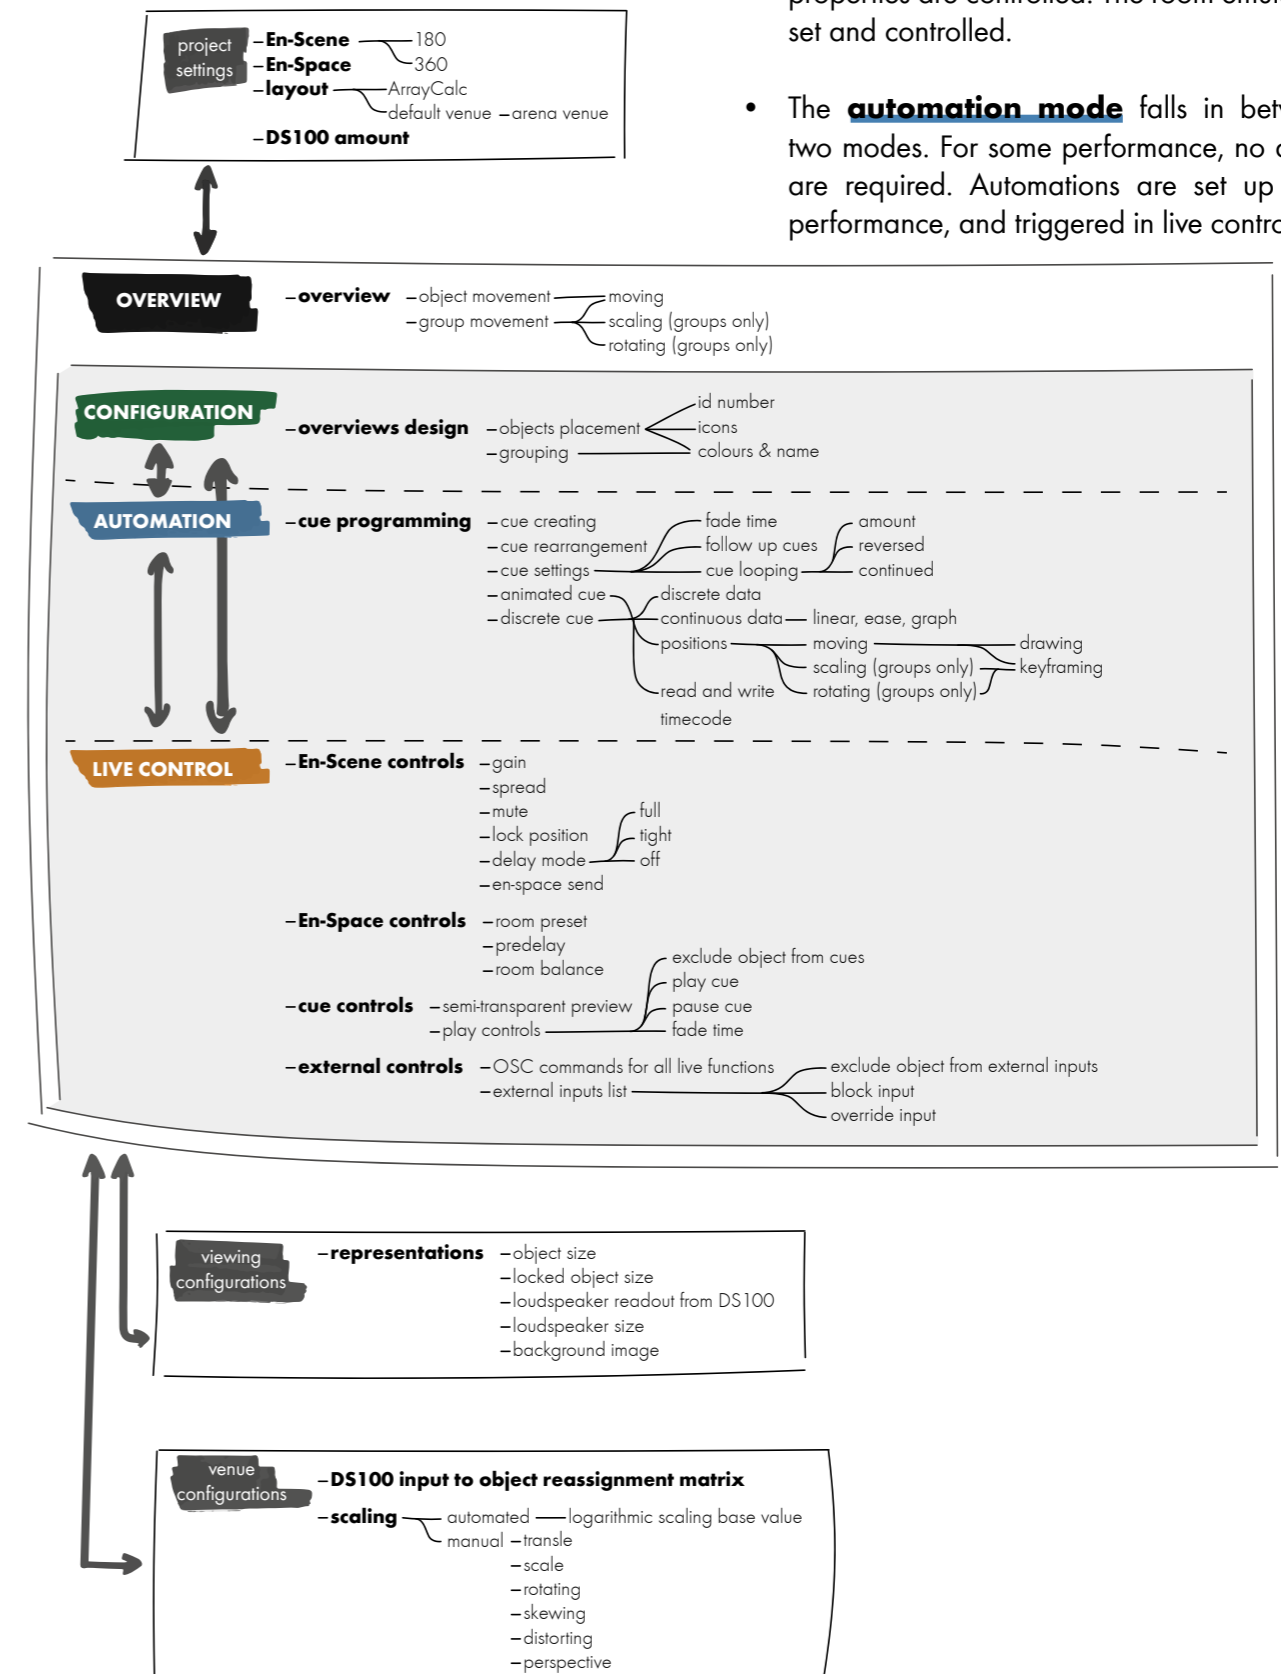 properties are controlled. The room
set and controlled.
• The automation mode falls in
two modes. For some performance, no
are required. Automations are set up
performance, and triggered in live
project
settings
– En-Scene
180
– En-Space
360
– layout
ArrayCalc
default venue – arena venue
– DS100 amount
OVERVIEW
– overview
– object movement
moving
– group movement
scaling (groups only)
rotating (groups only)
CONFIGURATION
id number
– overviews design
– objects placement
icons
– grouping
colours & name
AUTOMATION
– cue programming
– cue creating
fade time
amount
– cue rearrangement
follow up cues
reversed
– cue settings
cue looping
continued
– animated cue
discrete data
– discrete cue
continuous data
linear, ease, graph
positions
moving
drawing
scaling (groups only)
keyframing
read and write
rotating (groups only)
timecode
LIVE CONTROL
– En-Scene controls
– gain
– spread
– mute
full
– lock position
tight
– delay mode
off
– en-space send
– En-Space controls
– room preset
– predelay
– room balance
exclude object from cues
play cue
– cue controls
– semi-transparent preview
pause cue
– play controls
fade time
– external controls
– OSC commands for all live functions
exclude object from external inputs
– external inputs list
block input
override input
viewing
configurations
– representations
– object size
– locked object size
– loudspeaker readout from DS100
– loudspeaker size
– background image
venue
configurations
– DS100 input to object reassignment matrix
– scaling
automated
logarithmic scaling base value
manual
– transle
– scale
– rotating
– skewing
– distorting
– perspective